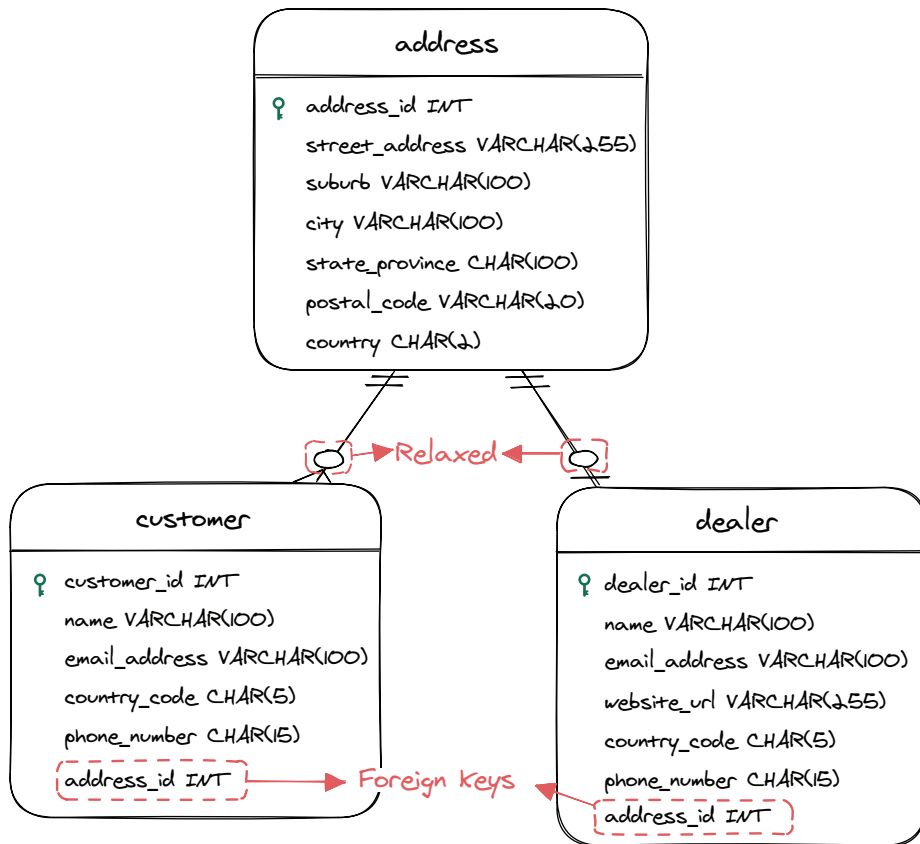 address
address_id INT
street_address VARCHAR(255)
suburb VARCHAR(100)
city VARCHAR(100)
state_province CHAR(100)
postal_code VARCHAR(20)
country CHAR(2)
Relaxed
customer
customer_id INT
name VARCHAR(100)
email_address VARCHAR(100)
country_code CHAR(5)
phone_number CHAR(15)
address_id INT
Foreign keys
dealer
dealer_id INT
name VARCHAR(100)
email_address VARCHAR(100)
website_url VARCHAR(255)
country_code CHAR(5)
phone_number CHAR(15)
address_id INT